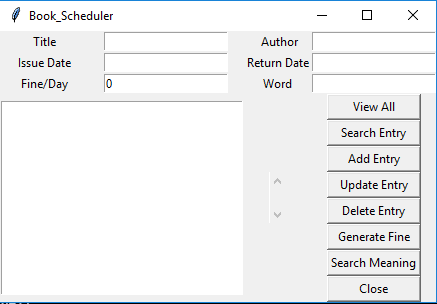 Book_Scheduler
Title Author
Issue Date Return Date
Fine/Day 0 Word
View All
Search Entry
Add Entry
Update Entry
Delete Entry
Generate Fine
Search Meaning
Close